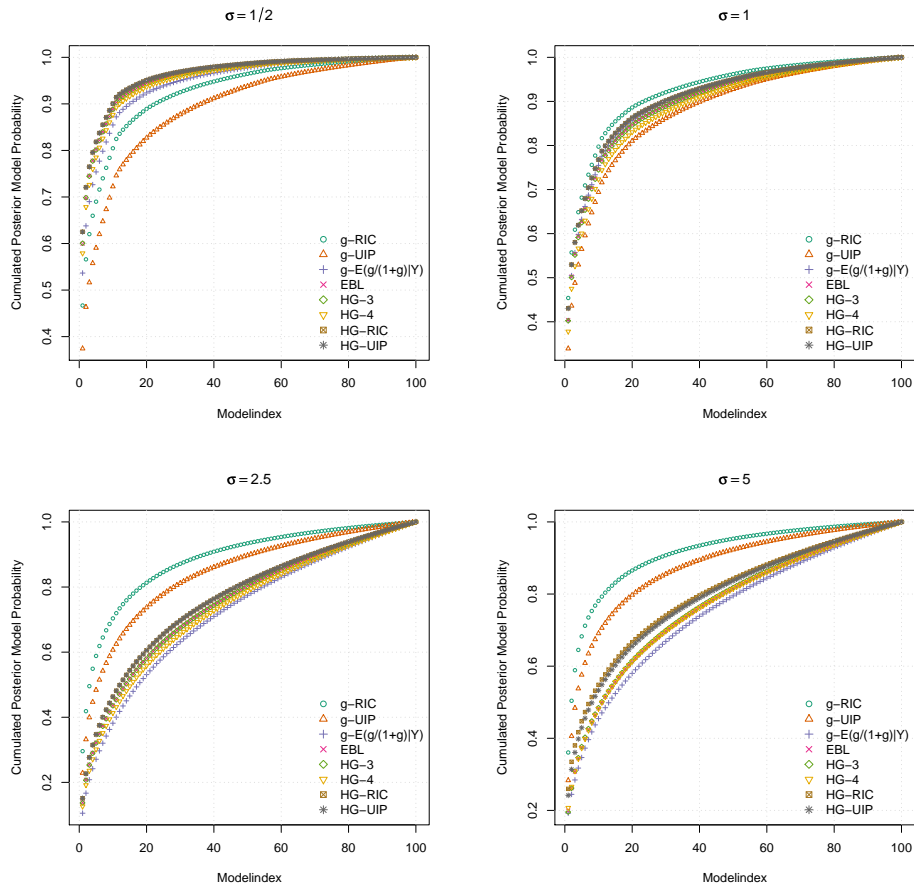 σ = 1/2
Cumulated Posterior Model Probability
1.0
0.9
0.8
0.7
0.6
0.5
0.4
g−RIC
g−UIP
g−E(g/(1+g)|Y)
EBL
HG−3
HG−4
HG−RIC
HG−UIP
0 20 40 60 80 100
Modelindex
σ = 1
Cumulated Posterior Model Probability
1.0
0.9
0.8
0.7
0.6
0.5
0.4
g−RIC
g−UIP
g−E(g/(1+g)|Y)
EBL
HG−3
HG−4
HG−RIC
HG−UIP
0 20 40 60 80 100
Modelindex
σ = 2.5
Cumulated Posterior Model Probability
1.0
0.8
0.6
0.4
0.2
g−RIC
g−UIP
g−E(g/(1+g)|Y)
EBL
HG−3
HG−4
HG−RIC
HG−UIP
0 20 40 60 80 100
Modelindex
σ = 5
Cumulated Posterior Model Probability
1.0
0.8
0.6
0.4
0.2
g−RIC
g−UIP
g−E(g/(1+g)|Y)
EBL
HG−3
HG−4
HG−RIC
HG−UIP
0 20 40 60 80 100
Modelindex